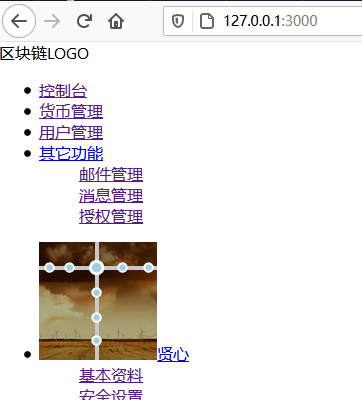 127.0.0.1:3000
区块链LOGO
控制台
货币管理
用户管理
其它功能
邮件管理
消息管理
授权管理
贤心
基本资料
安全设置